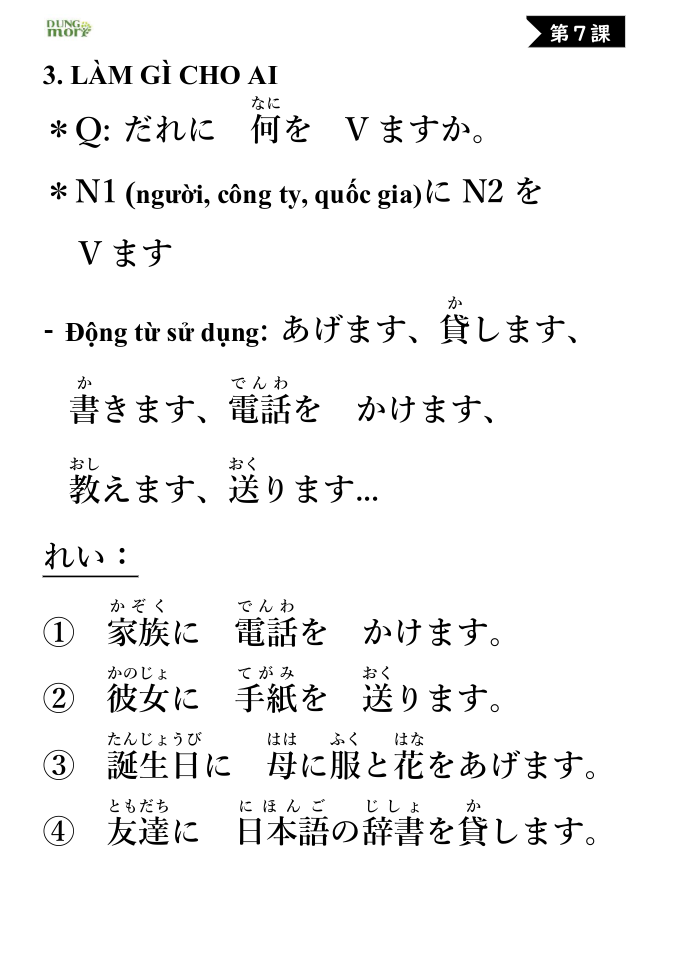 DUNG
mori
第７課
3. LÀM GÌ CHO AI
なに
＊Q: だれに　何を　V ますか。
＊N1 (người, công ty, quốc gia)に N2 を
V ます
か
- Động từ sử dụng: あげます、貸します、
か　でんわ
書きます、電話を　かけます、
おし　おく
教えます、送ります...
れい：
かぞく　でんわ
①　家族に　電話を　かけます。
かのじょ　てがみ　おく
②　彼女に　手紙を　送ります。
たんじょうび　はは　ふく　はな
③　誕生日に　母に服と花をあげます。
ともだち　にほんご　じしょ　か
④　友達に　日本語の辞書を貸します。